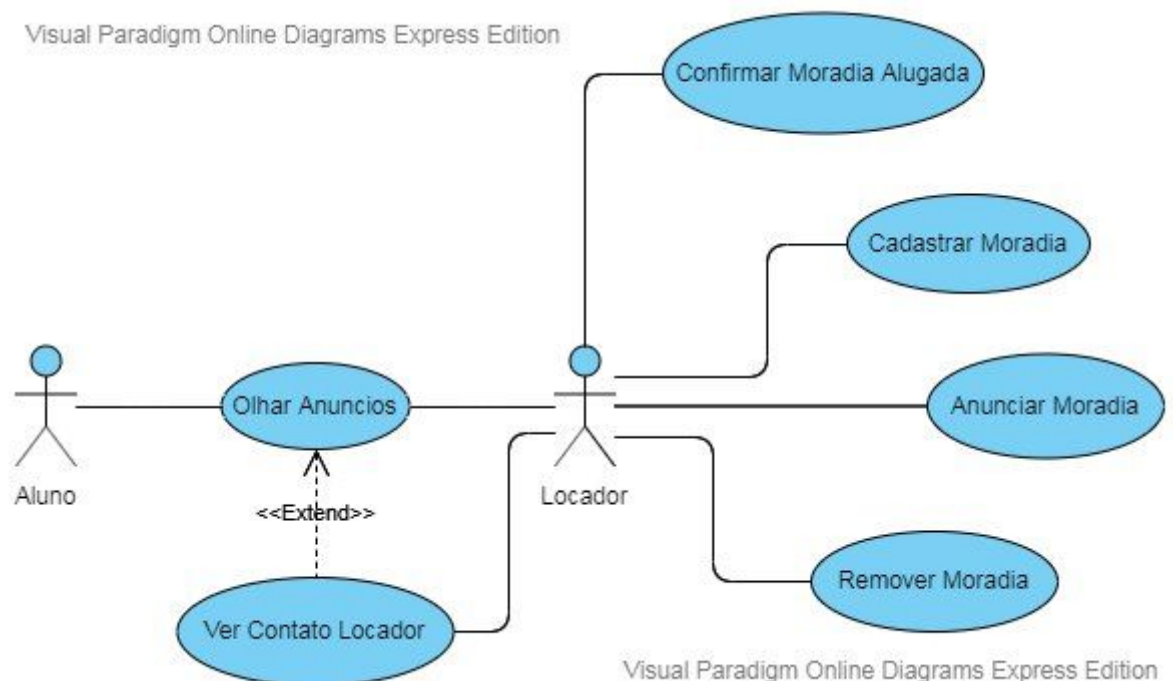 Visual Paradigm Online Diagrams Express Edition
Confirmar Moradia Alugada
Cadastrar Moradia
Olhar Anuncios
Anunciar Moradia
Aluno
Locador
<<Extend>>
Remover Moradia
Ver Contato Locador
Visual Paradigm Online Diagrams Express Edition